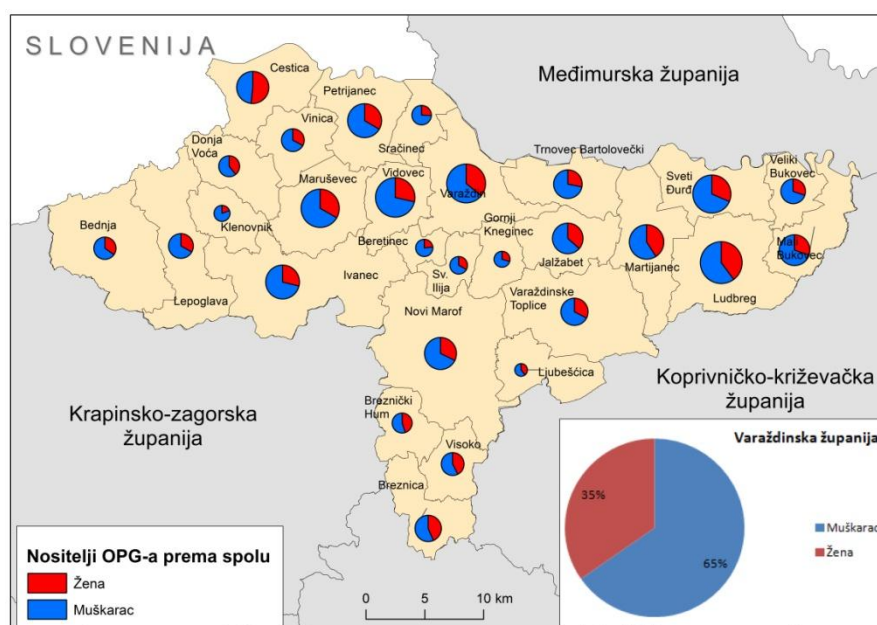 SLOVENIJA
Cestica
Međimurska županija
Petrijanec
Vinica
Sračinec
Trnovec Bartolovečki
Donja
Voća
Maruševec
Vidovec
Varaždin
Sveti
Đurđ
Veliki
Bukovec
Bednja
Klenovnik
Beretinec
Gornji
Kneginec
Mali
Bukovec
Ivanec
Sv.
Ilija
Jalžabet
Martijanec
Ludbreg
Lepoglava
Varaždinske
Toplice
Novi Marof
Ljubešćica
Koprivničko-križevačka
županija
Krapinsko-zagorska
županija
Breznički
Hum
Visoko
Breznica
Varaždinska županija
35%
65%
Muškarac
Žena
Nositelji OPG-a prema spolu
Žena
Muškarac
0 5 10 km